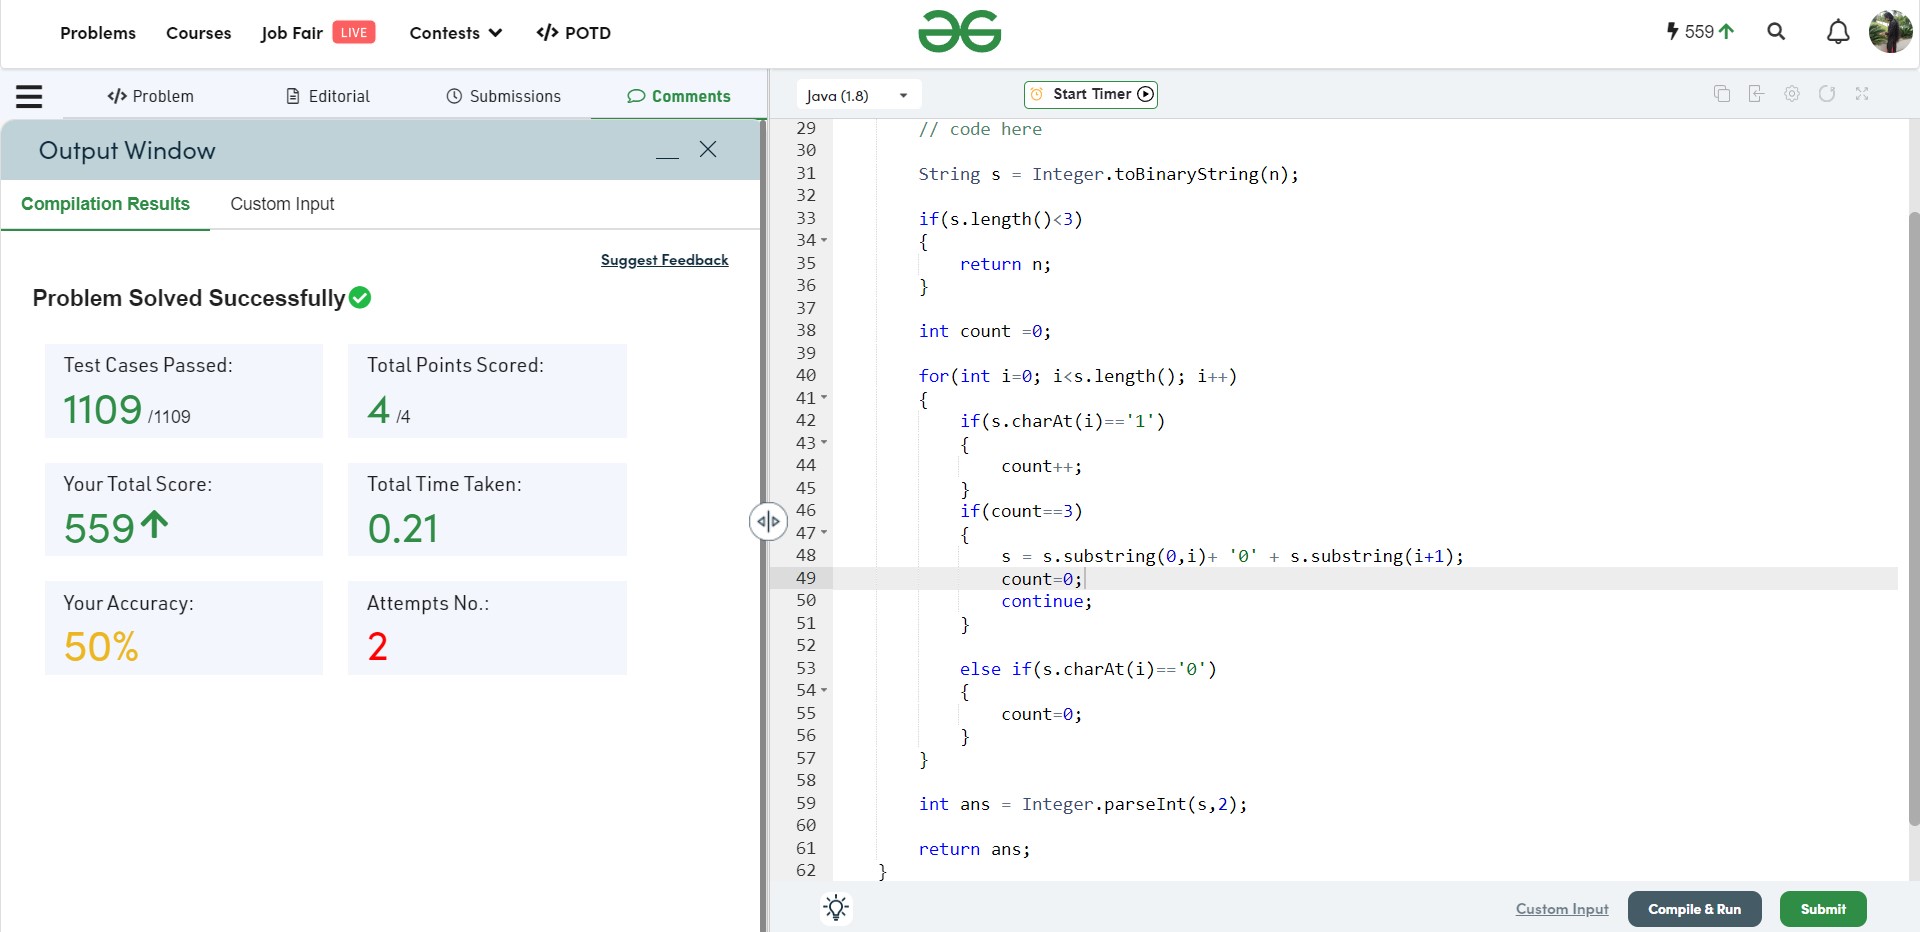 Problems Courses Job Fair LIVE Contests </> POTD
559
</> Problem Editorial Submissions Comments
Output Window
Compilation Results Custom Input
Suggest Feedback
Problem Solved Successfully
Test Cases Passed: Total Points Scored:
1109 /1109 4 /4
Your Total Score: Total Time Taken:
559 0.21
Your Accuracy: Attempts No.:
50% 2
Java (1.8) Start Timer
29 // code here
30
31 String s = Integer.toBinaryString(n);
32
33 if(s.length()<3)
34 {
35 return n;
36 }
37
38 int count =0;
39
40 for(int i=0; i<s.length(); i++)
41 {
42 if(s.charAt(i)=='1')
43 {
44 count++;
45 }
46 if(count==3)
47 {
48 s = s.substring(0,i)+ '0' + s.substring(i+1);
49 count=0;
50 continue;
51 }
52
53 else if(s.charAt(i)=='0')
54 {
55 count=0;
56 }
57 }
58
59 int ans = Integer.parseInt(s,2);
60
61 return ans;
62 }
Custom Input Compile & Run Submit